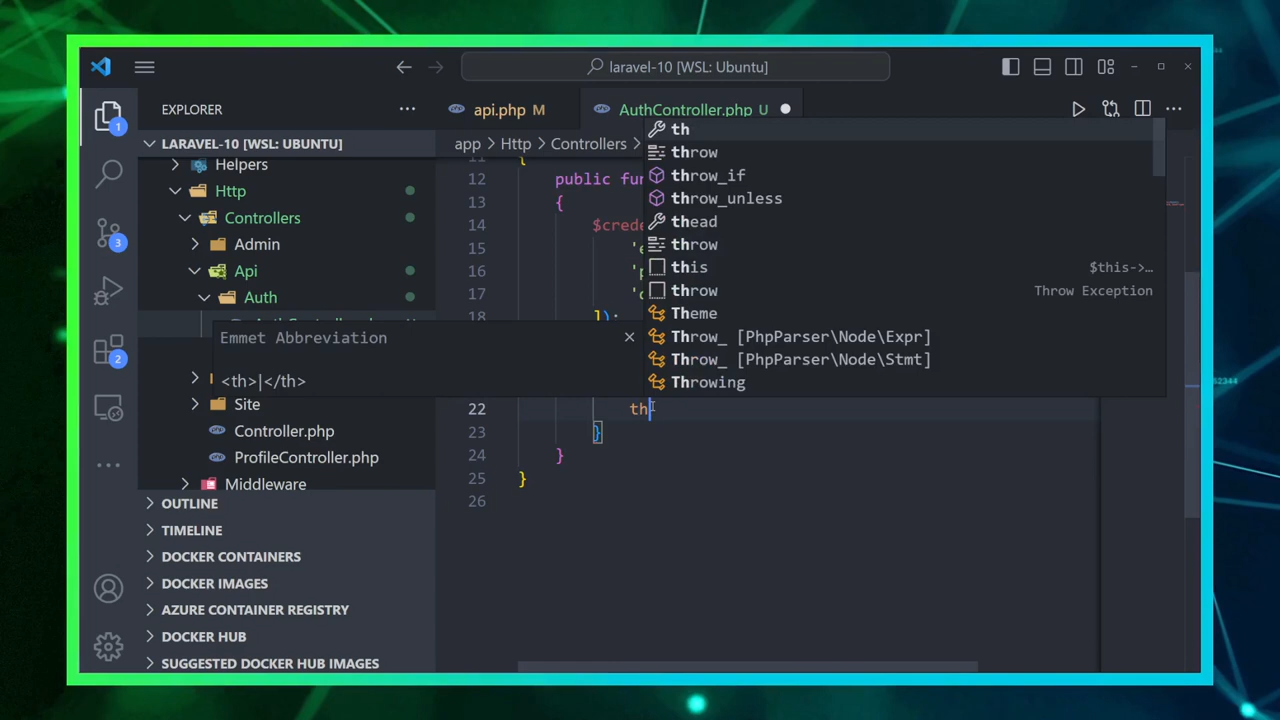 laravel-10 [WSL: Ubuntu]
EXPLORER
api.php M
AuthController.php U
LARAVEL-10 [WSL: UBUNTU]
app > Http > Controllers >
Helpers
Http
Controllers
Admin
Api
Auth
Emmet Abbreviation
<th>|</th>
Site
Controller.php
ProfileController.php
Middleware
OUTLINE
TIMELINE
DOCKER CONTAINERS
DOCKER IMAGES
AZURE CONTAINER REGISTRY
DOCKER HUB
SUGGESTED DOCKER HUB IMAGES
1
3
2
{
12 public fun
13 {
14 $crede
15 'e
16 'p
17 'd
18 ]);
22 th
23 }
24 }
25 }
26
th
throw
throw_if
throw_unless
thead
throw
this $this->…
throw Throw Exception
Theme
Throw_ [PhpParser\Node\Expr]
Throw_ [PhpParser\Node\Stmt]
Throwing